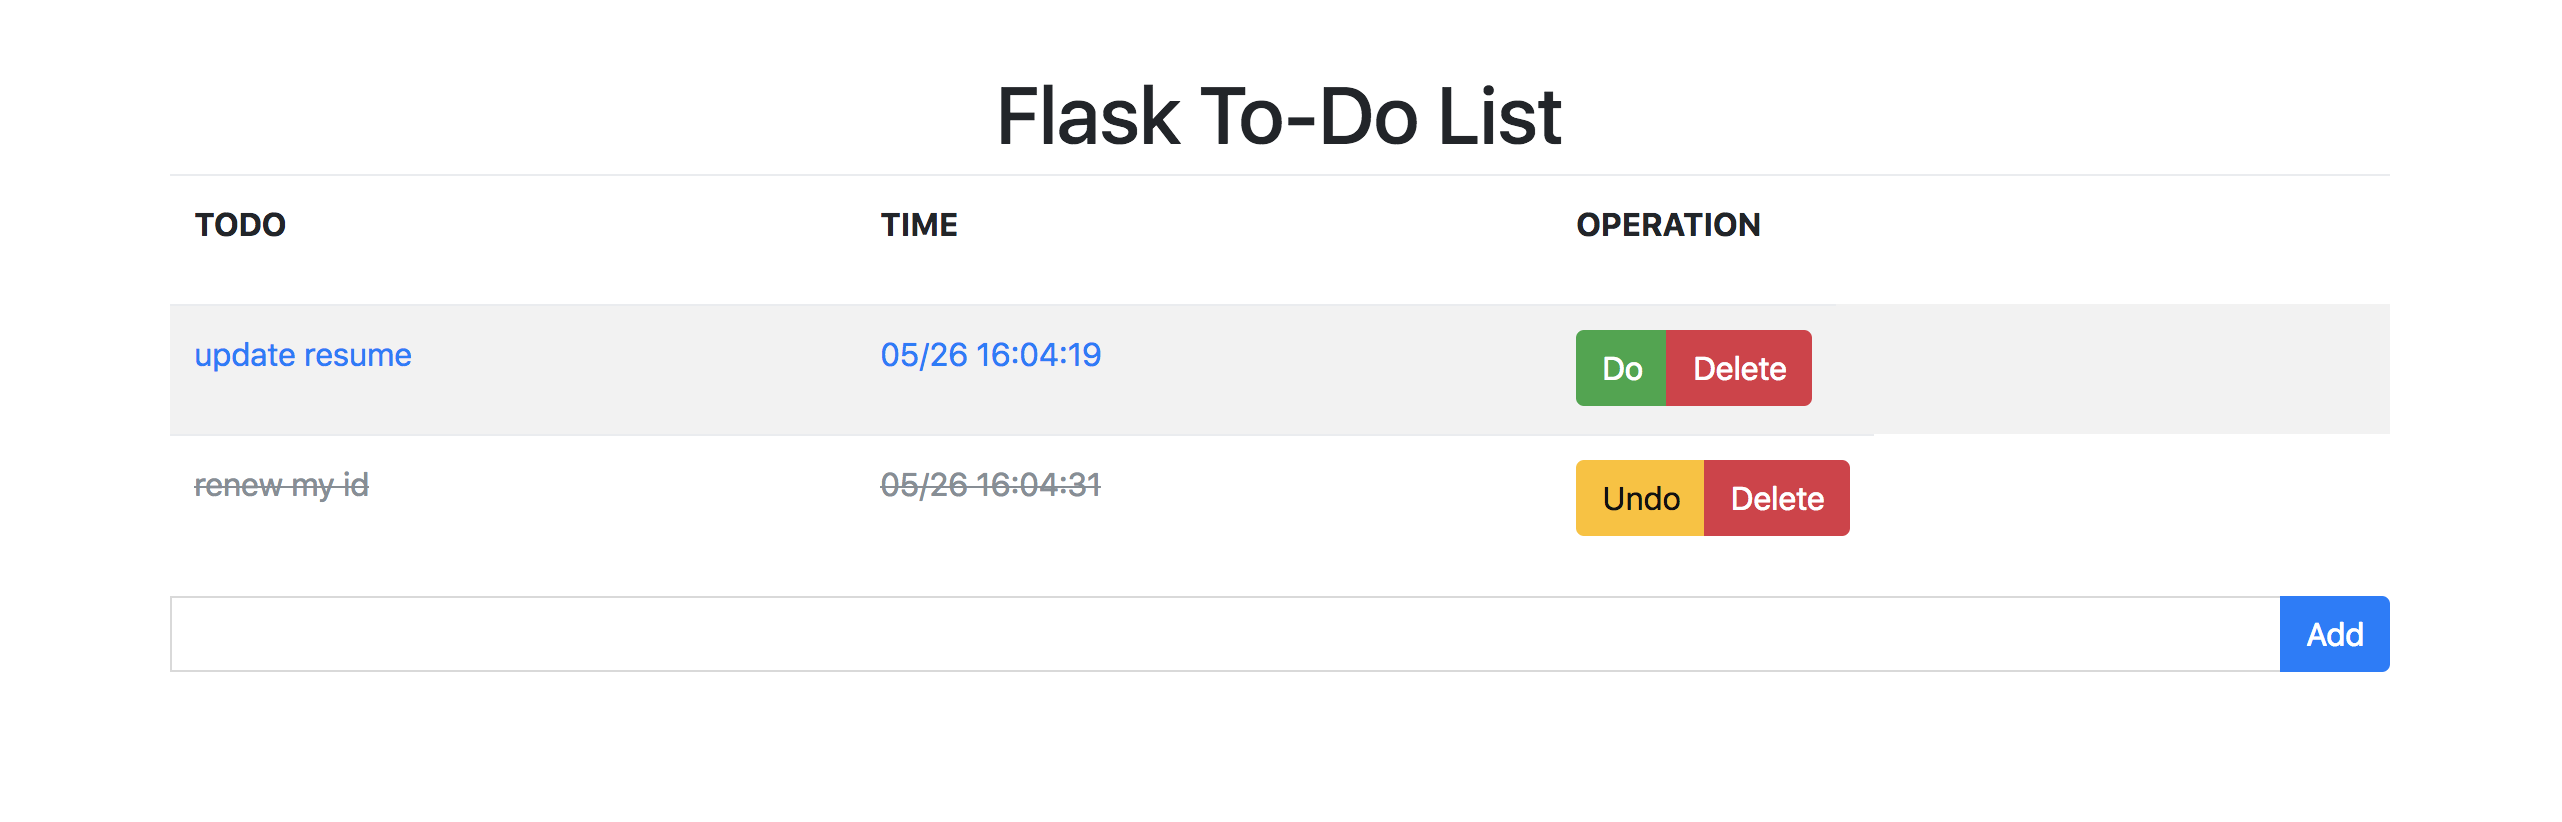 Flask To-Do List
TODO TIME OPERATION
update resume 05/26 16:04:19 Do Delete
renew my id 05/26 16:04:31 Undo Delete
Add